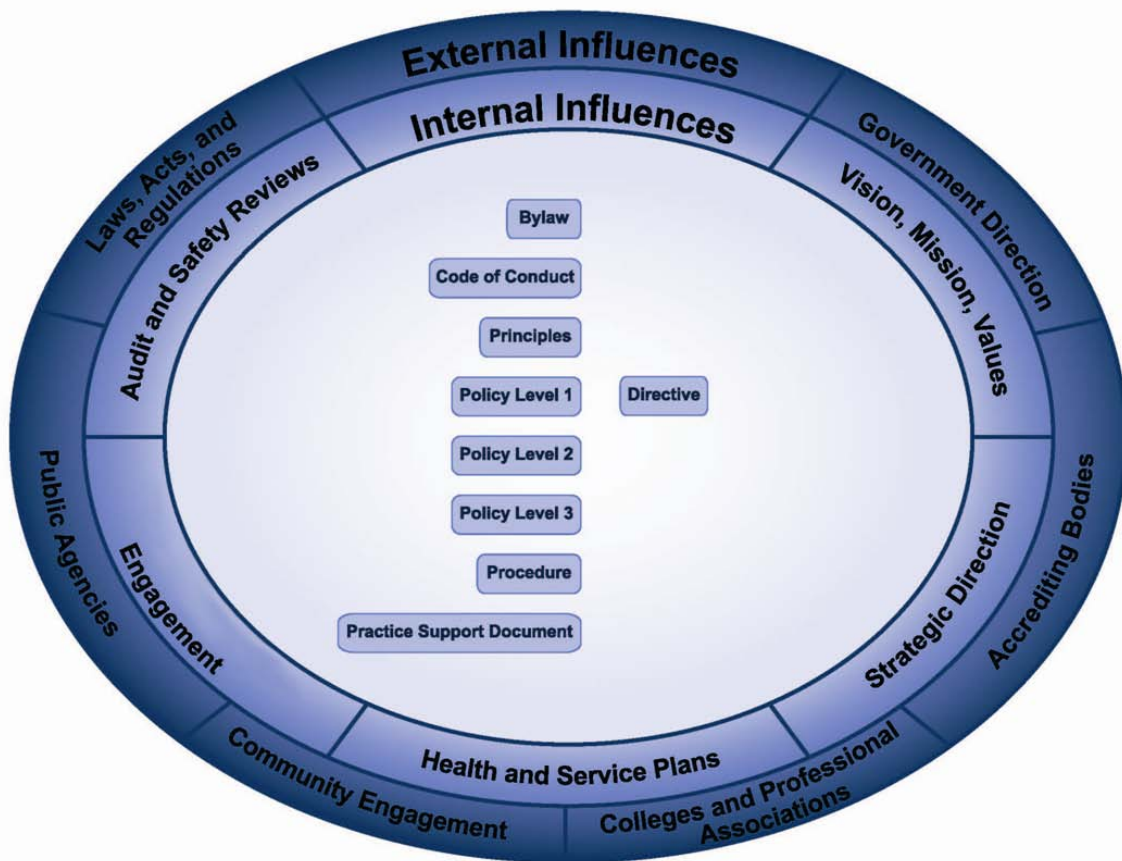 External Influences
Internal Influences
Laws, Acts, and
Regulations
Government Direction
Audit and Safety Reviews
Vision, Mission, Values
Bylaw
Code of Conduct
Principles
Policy Level 1
Directive
Policy Level 2
Policy Level 3
Procedure
Practice Support Document
Public Agencies
Engagement
Strategic Direction
Accrediting Bodies
Health and Service Plans
Community Engagement
Colleges and Professional
Associations